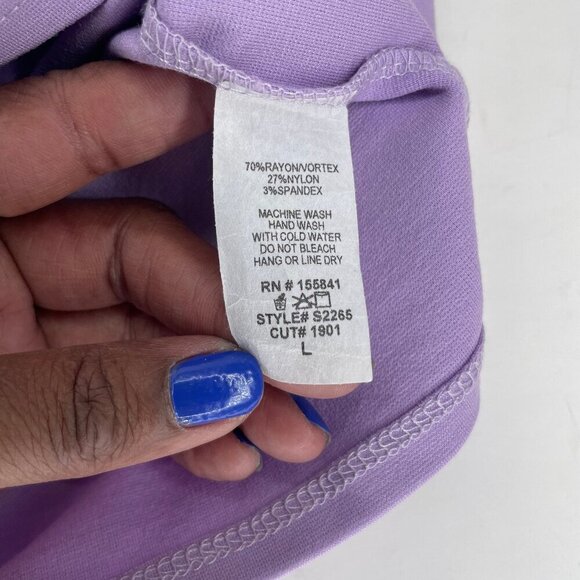 70%RAYON/VORTEX
27%NYLON
3%SPANDEX
MACHINE WASH
HAND WASH
WITH COLD WATER
DO NOT BLEACH
HANG OR LINE DRY
RN # 155841
STYLE# S2265
CUT# 1901
L